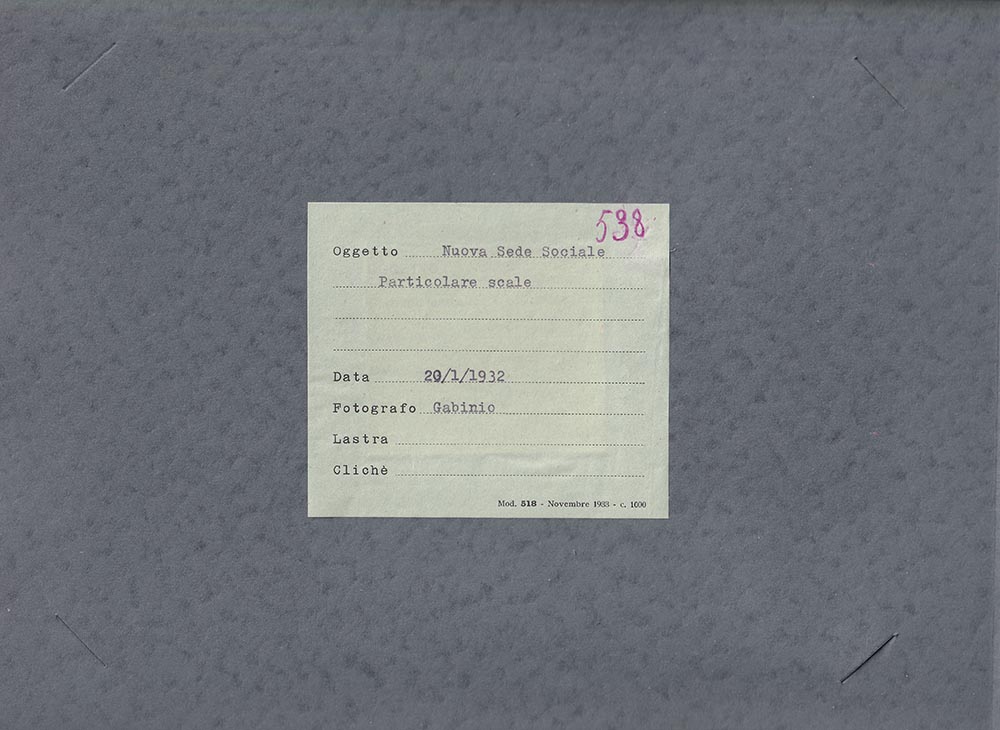 538
Oggetto Nuova Sede Sociale
Particolare scale
Data 20/1/1932
Fotografo Gabinio
Lastra
Clichè
Mod. 518 - Novembre 1933 - c. 1000